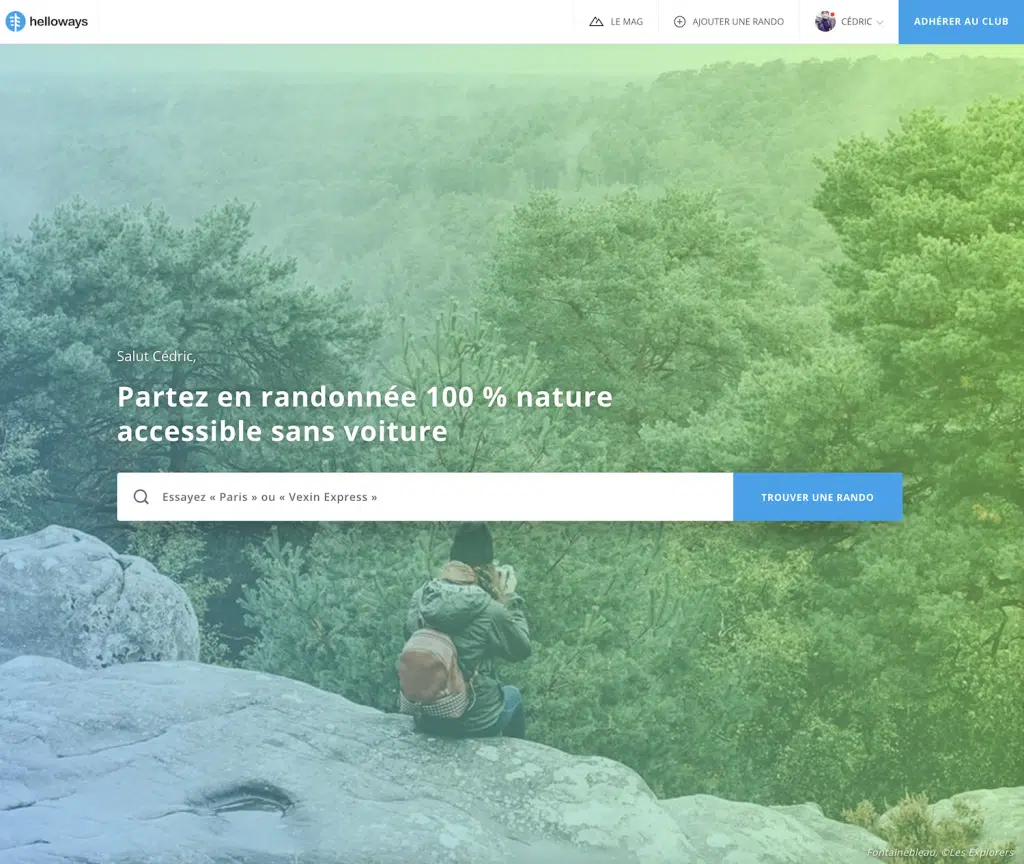 helloways
LE MAG
AJOUTER UNE RANDO
CÉDRIC
ADHÉRER AU CLUB
Salut Cédric,
Partez en randonnée 100 % nature
accessible sans voiture
Essayez « Paris » ou « Vexin Express »
TROUVER UNE RANDO
Fontainebleau, ©Les Explorers